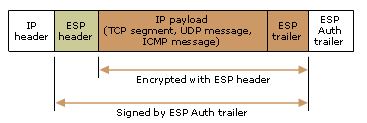 IP
header
ESP
header
IP payload
(TCP segment, UDP message,
ICMP message)
ESP
trailer
ESP
Auth
trailer
Encrypted with ESP header
Signed by ESP Auth trailer